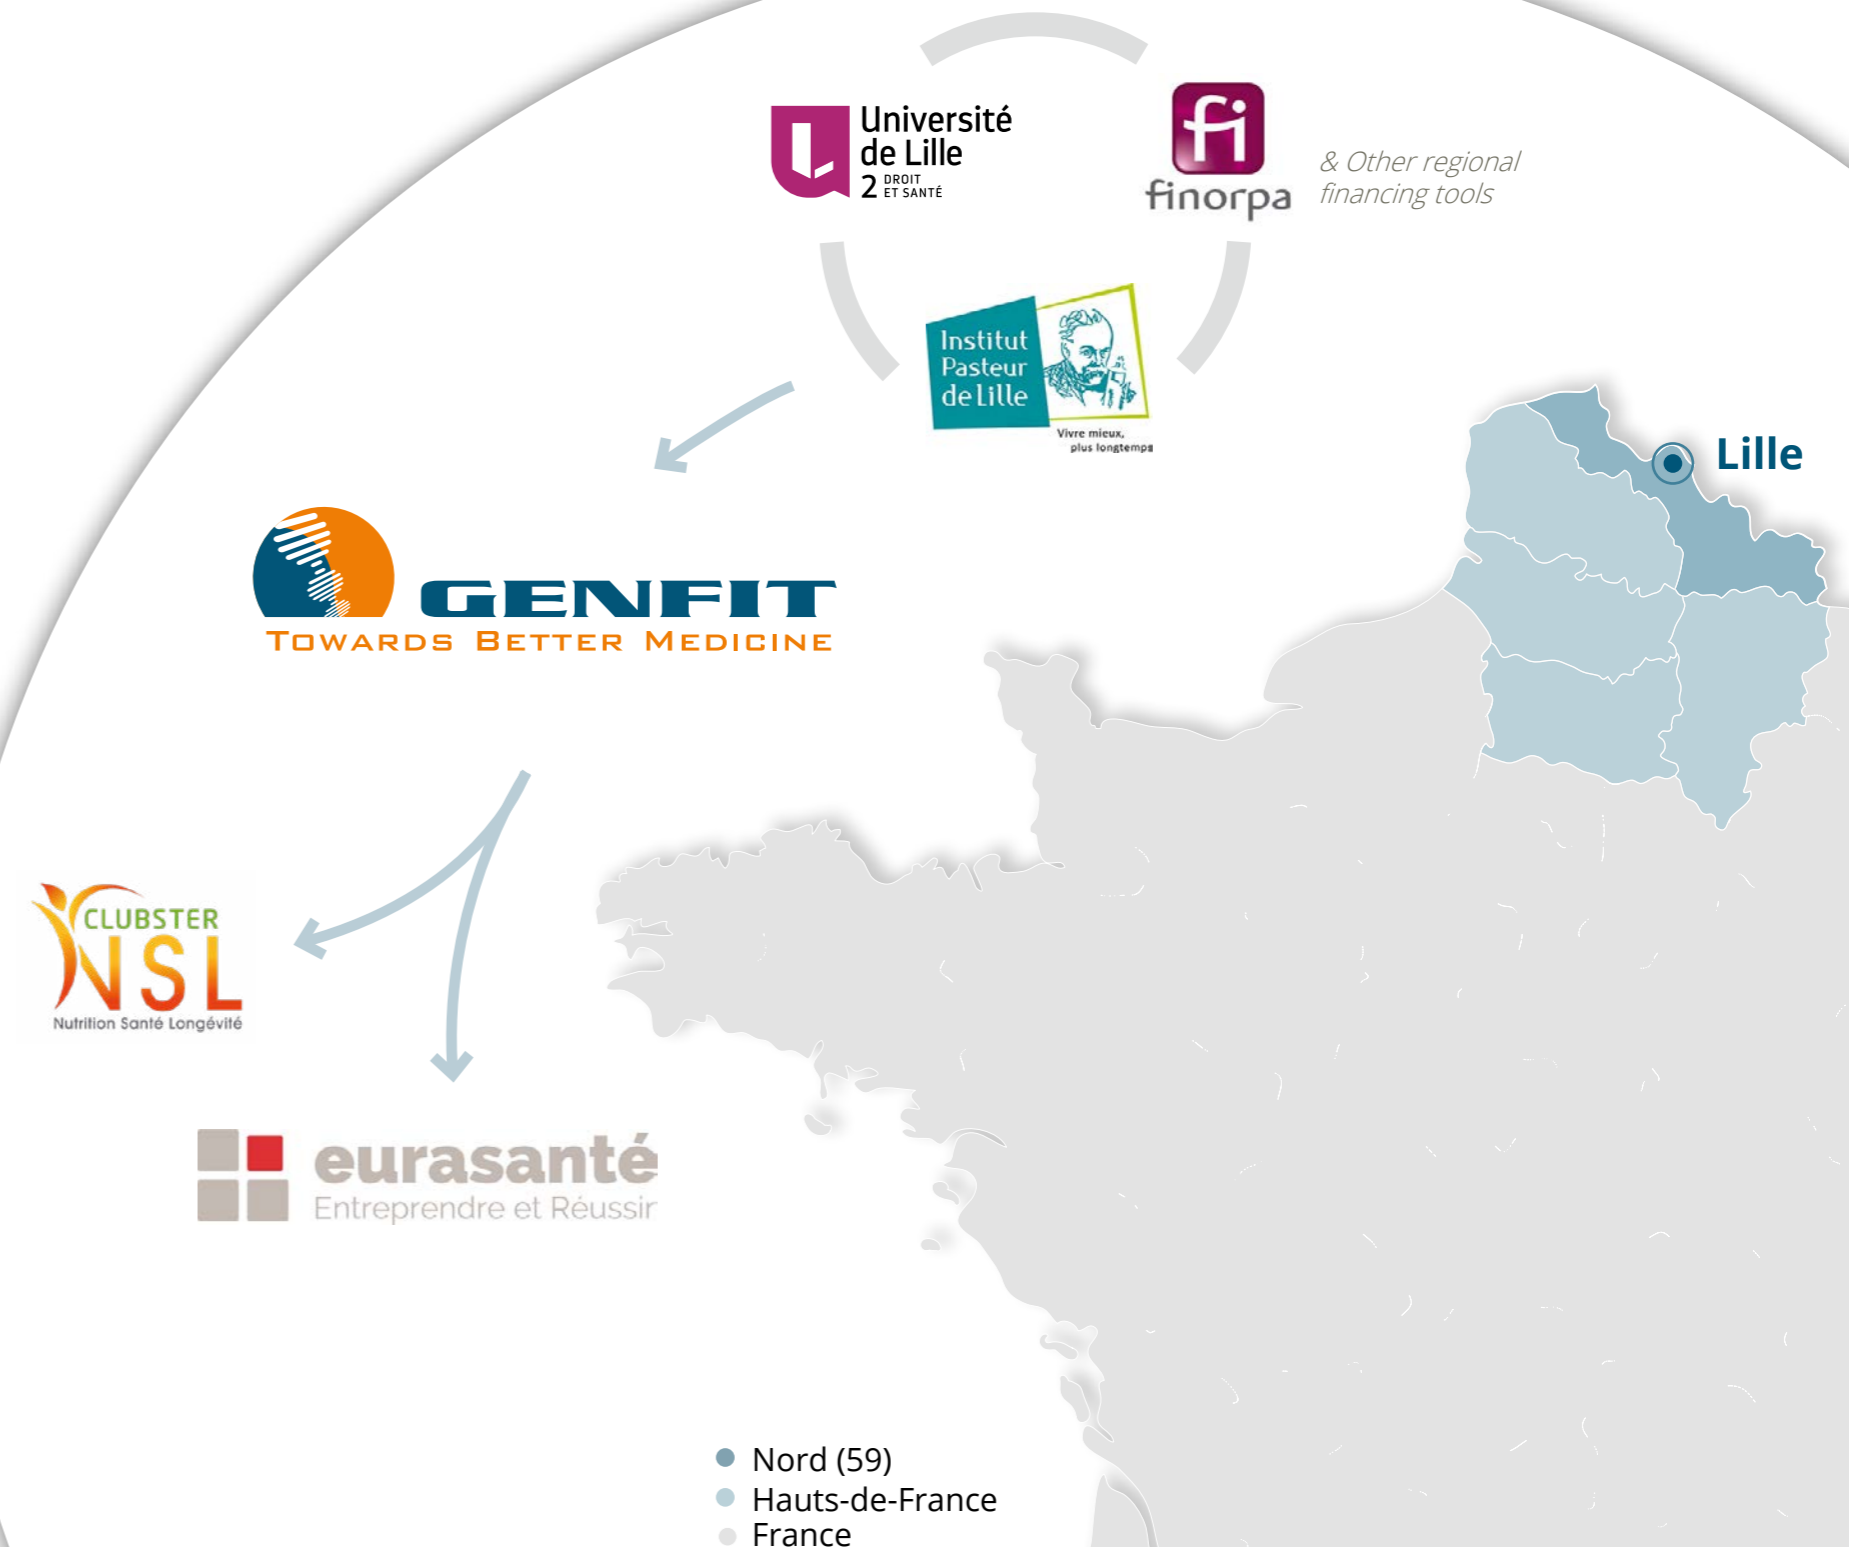 Université
de Lille
2 DROIT
ET SANTÉ
fi
finorpa
& Other regional
financing tools
Institut
Pasteur
de Lille
Vivre mieux,
plus longtemps
Lille
GENFIT
TOWARDS BETTER MEDICINE
CLUBSTER
NSL
Nutrition Santé Longévité
eurasanté
Entreprendre et Réussir
Nord (59)
Hauts-de-France
France